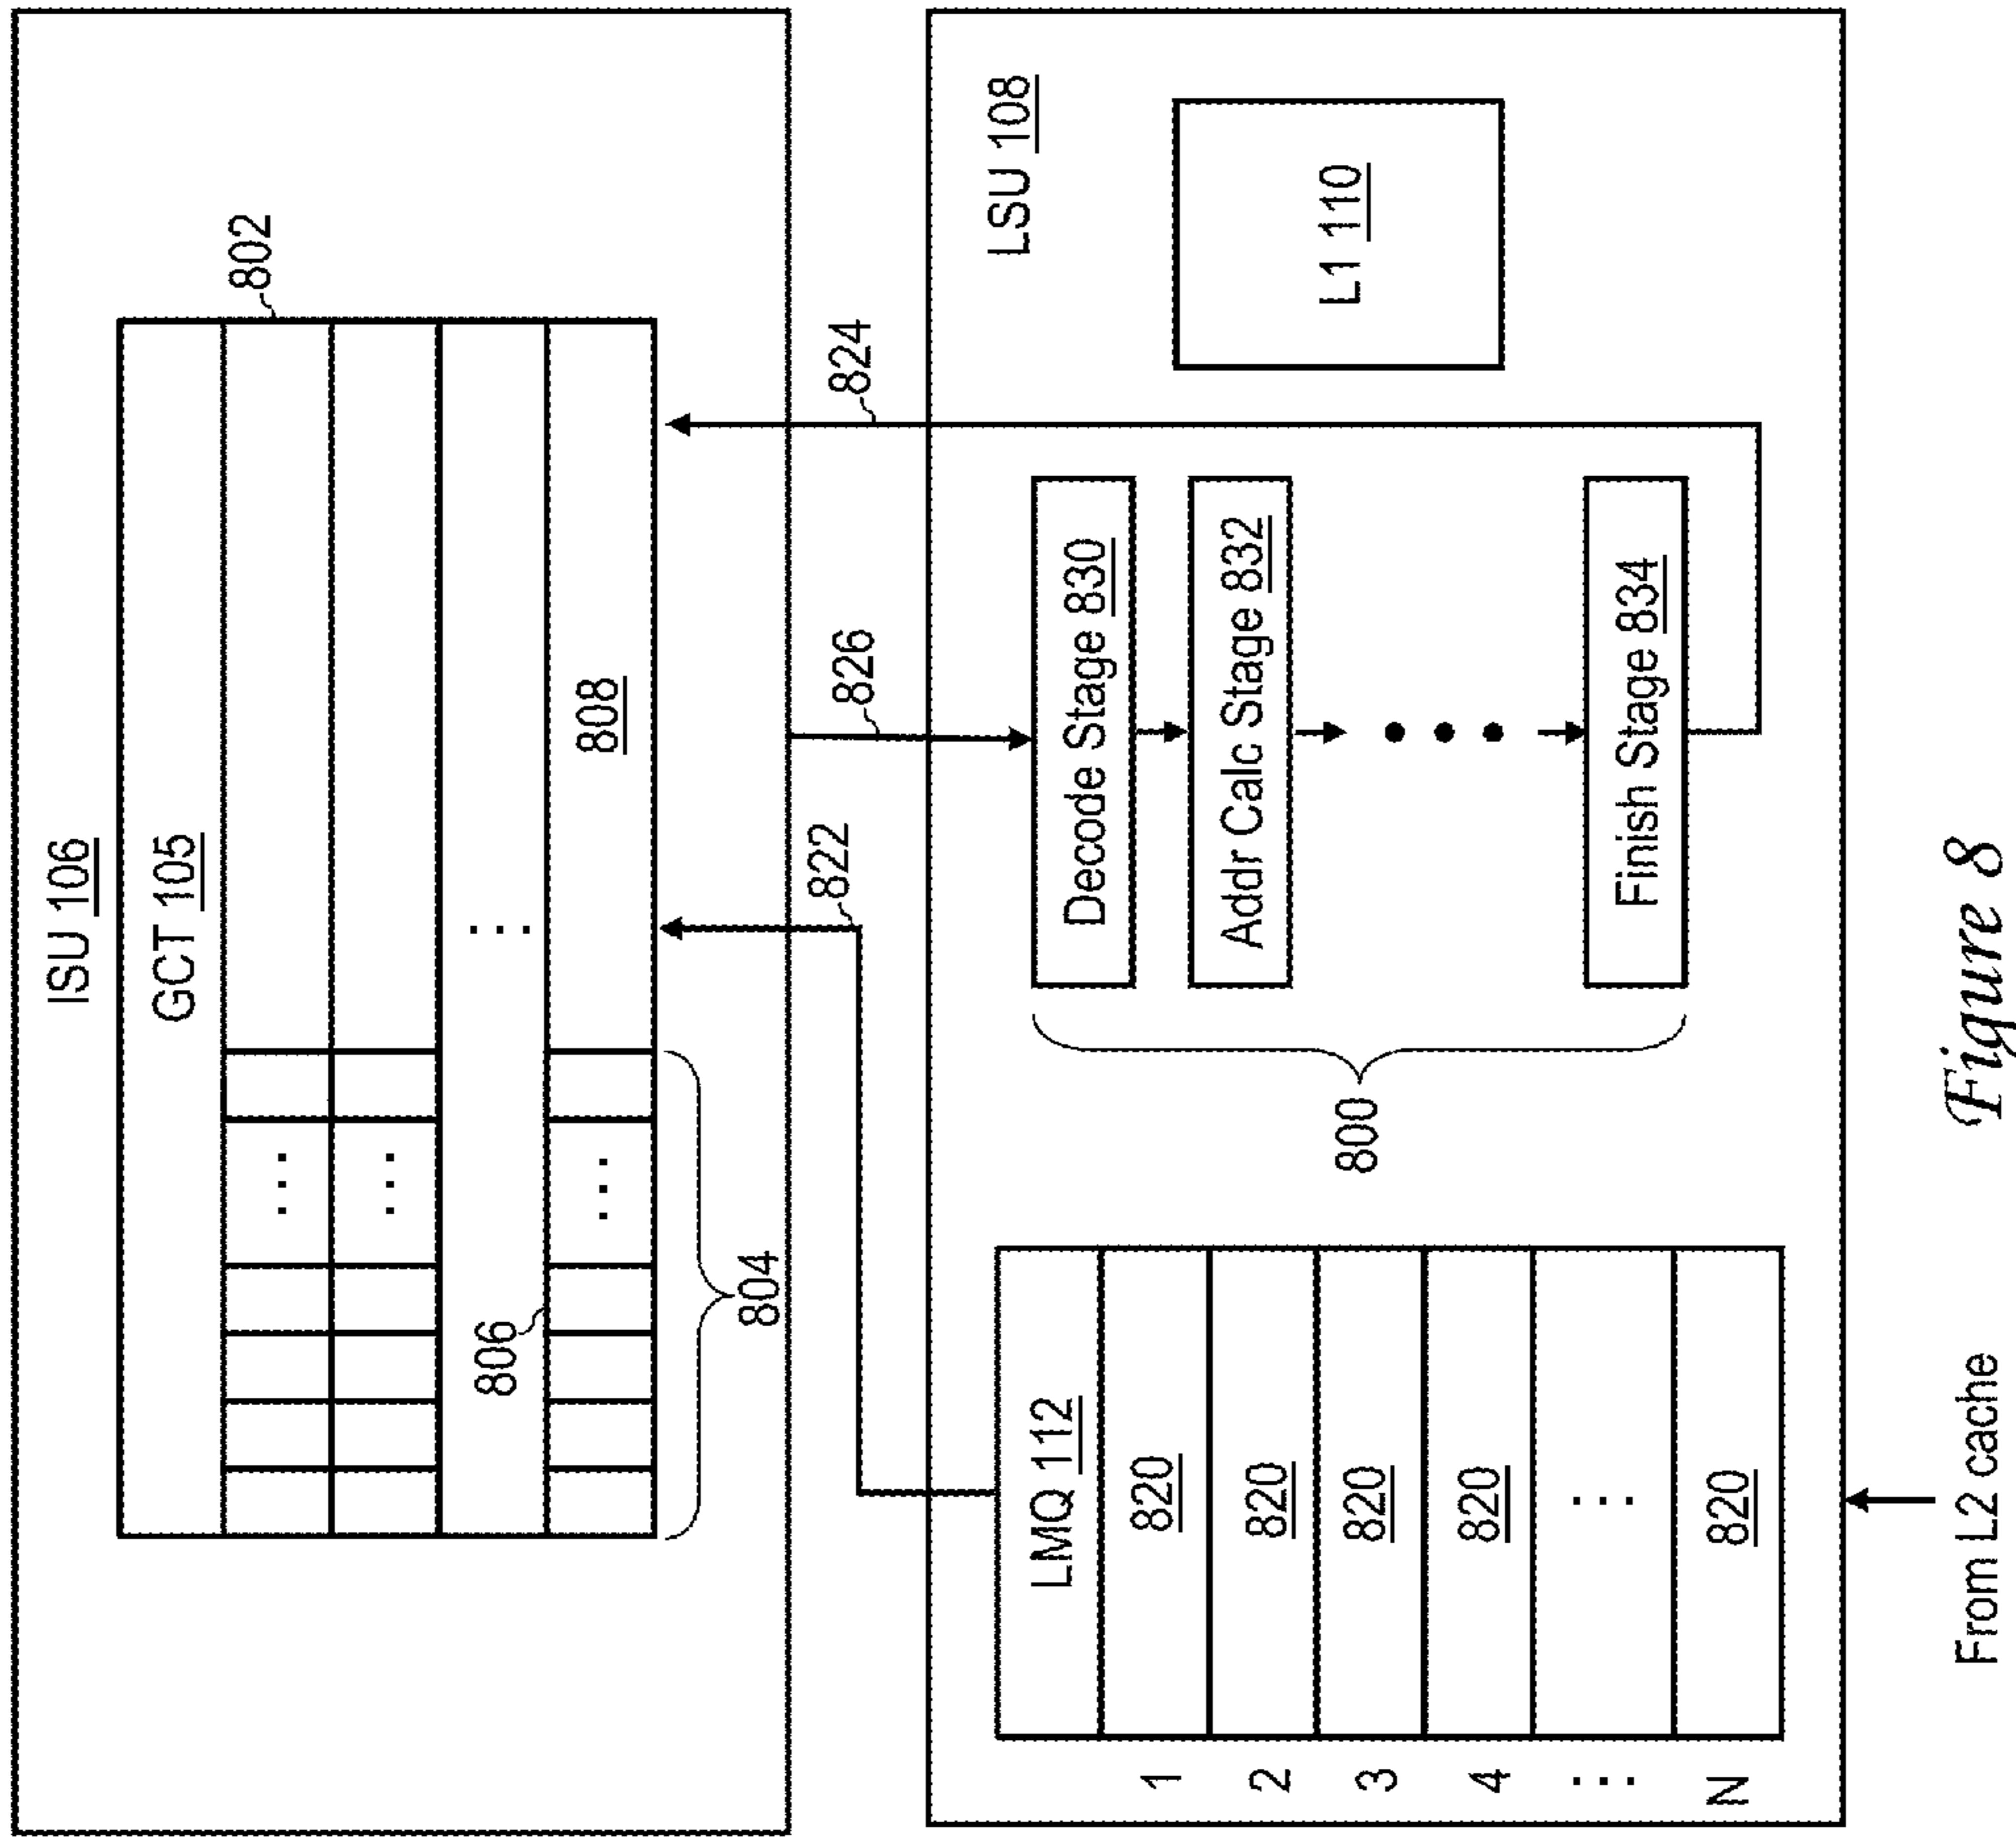 ISU 106
GCT 105
802
...
...
...
...
806
808
804
822
826
824
LSU 108
LMQ 112
1 820
2 820
3 820
4 820
... ...
N 820
800
Decode Stage 830
Addr Calc Stage 832
...
Finish Stage 834
L1 110
From L2 cache
Figure 8